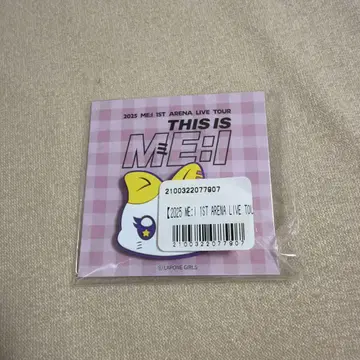 2025 ME:I 1ST ARENA LIVE TOUR
THIS IS
ME:I
2100322077907
【2025 ME:I 1ST ARENA LIVE TOU
2100322077907
©LAPONE GIRLS